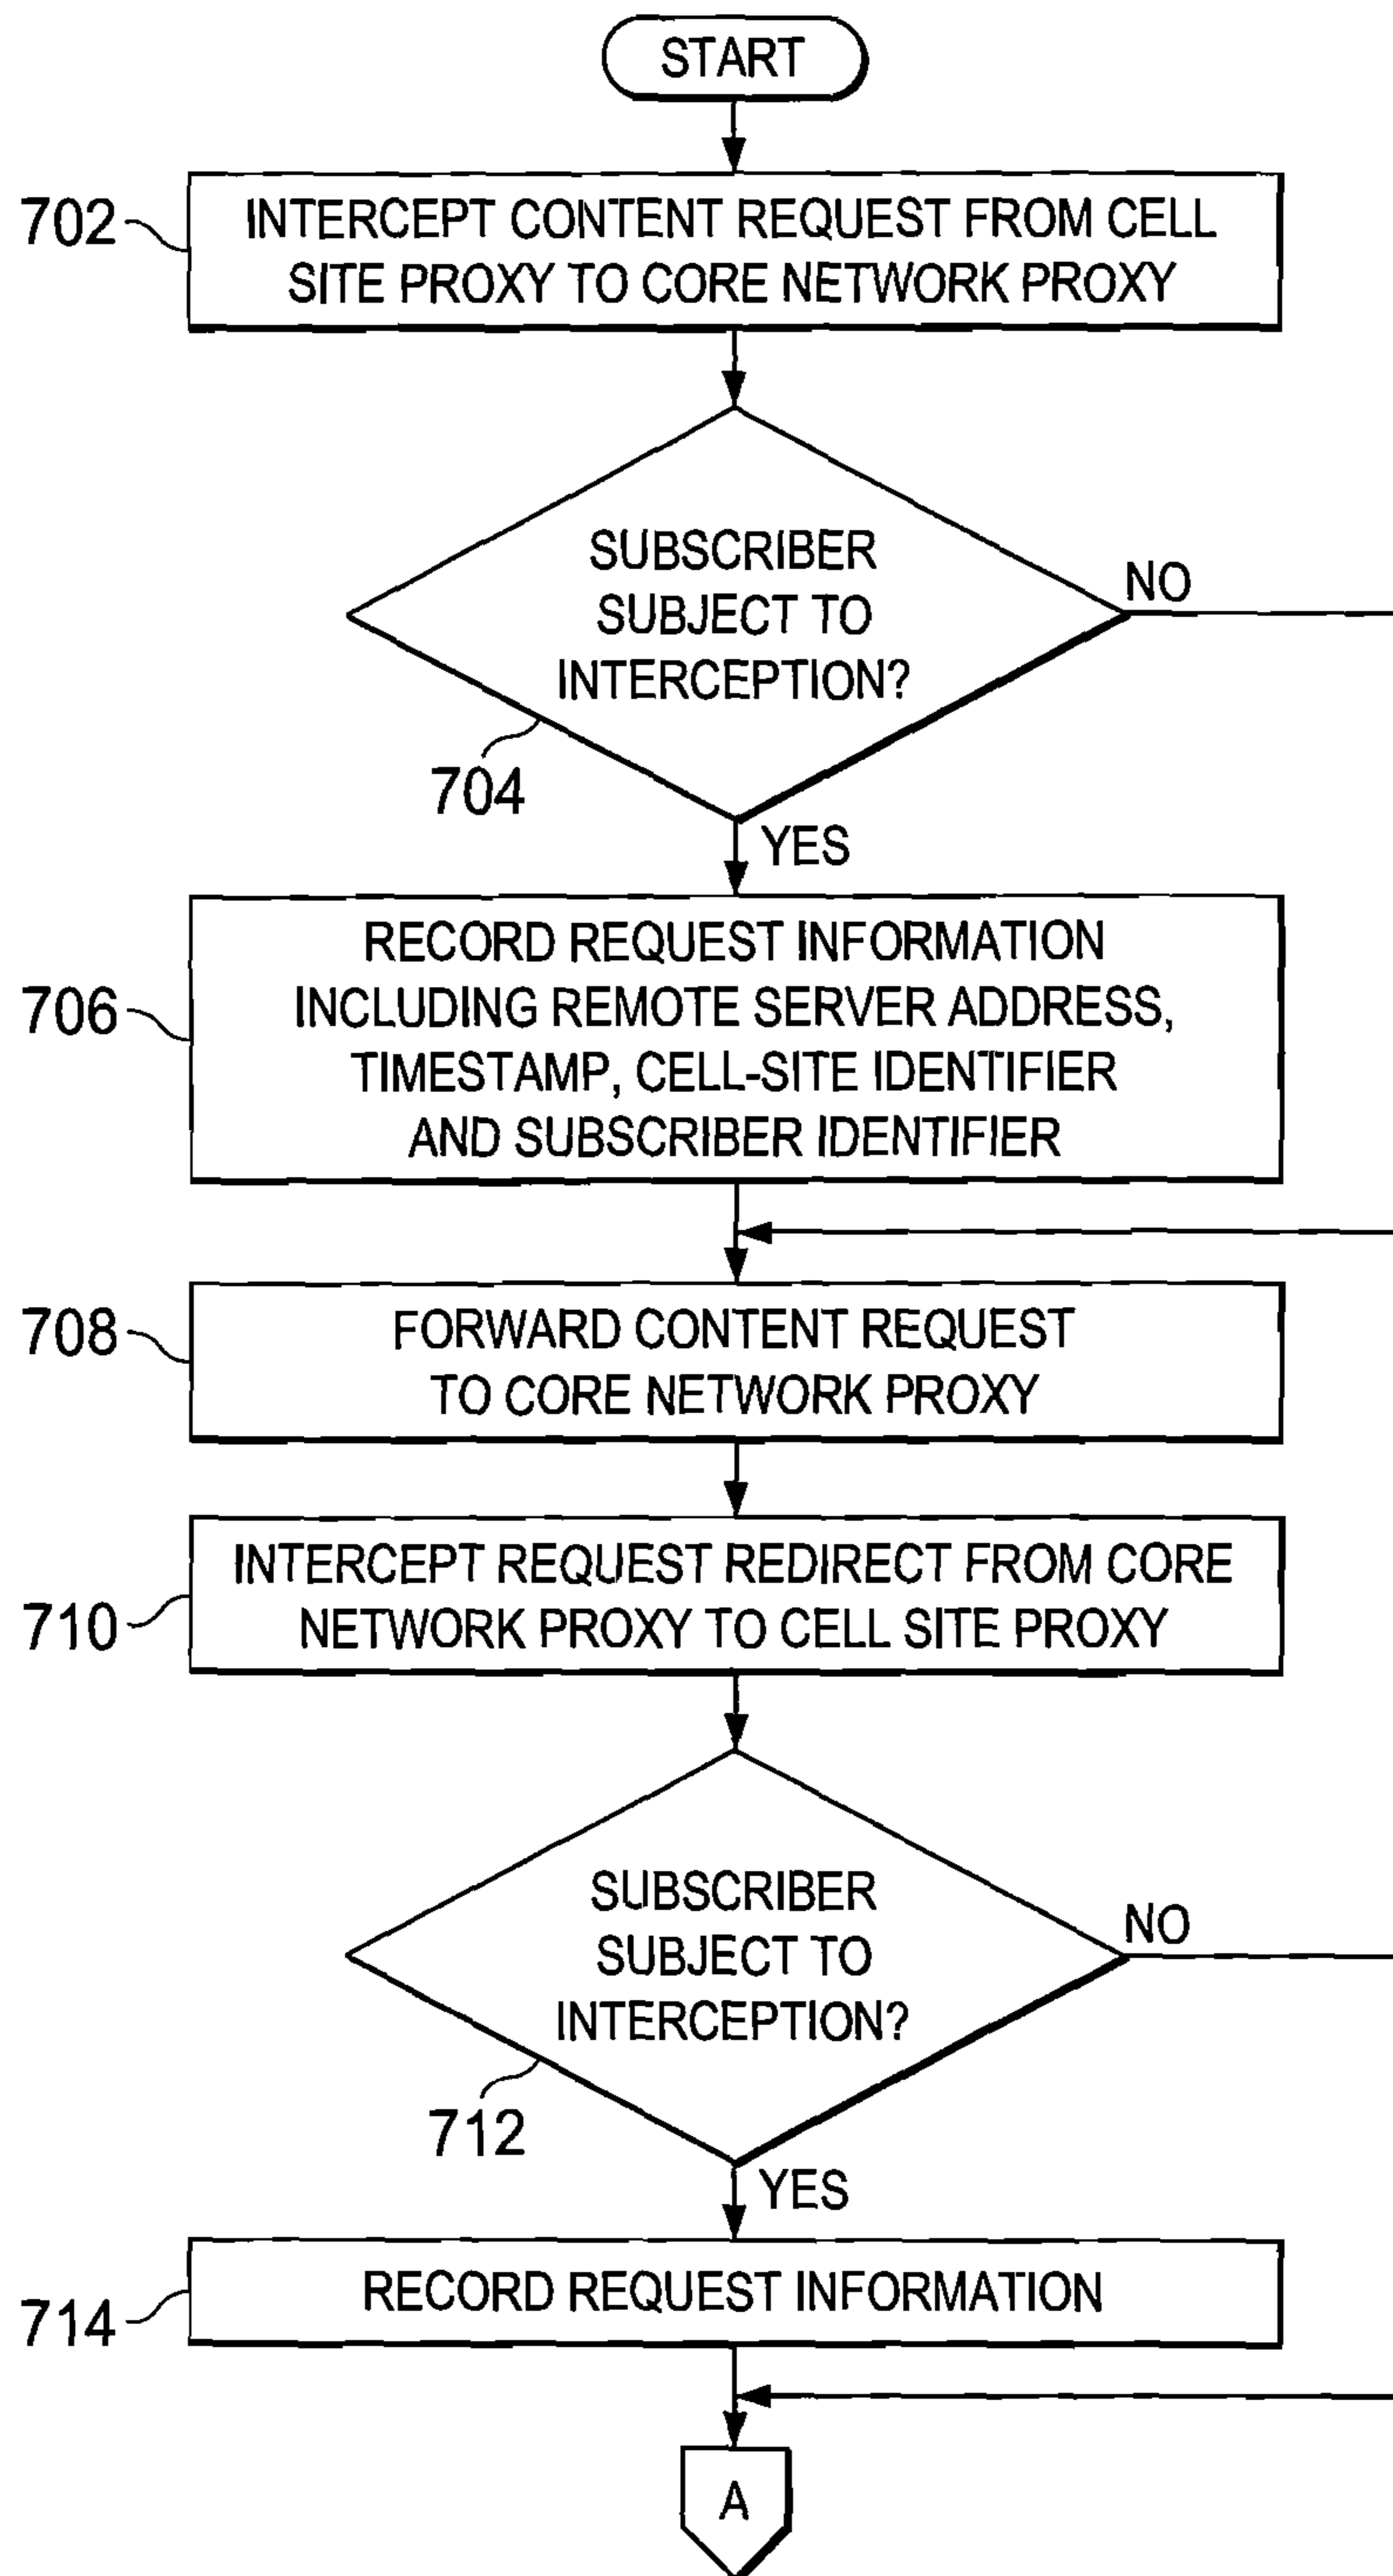 START
702
INTERCEPT CONTENT REQUEST FROM CELL
SITE PROXY TO CORE NETWORK PROXY
SUBSCRIBER
SUBJECT TO
INTERCEPTION?
NO
704
YES
706
RECORD REQUEST INFORMATION
INCLUDING REMOTE SERVER ADDRESS,
TIMESTAMP, CELL-SITE IDENTIFIER
AND SUBSCRIBER IDENTIFIER
708
FORWARD CONTENT REQUEST
TO CORE NETWORK PROXY
710
INTERCEPT REQUEST REDIRECT FROM CORE
NETWORK PROXY TO CELL SITE PROXY
SUBSCRIBER
SUBJECT TO
INTERCEPTION?
NO
712
YES
714
RECORD REQUEST INFORMATION
A